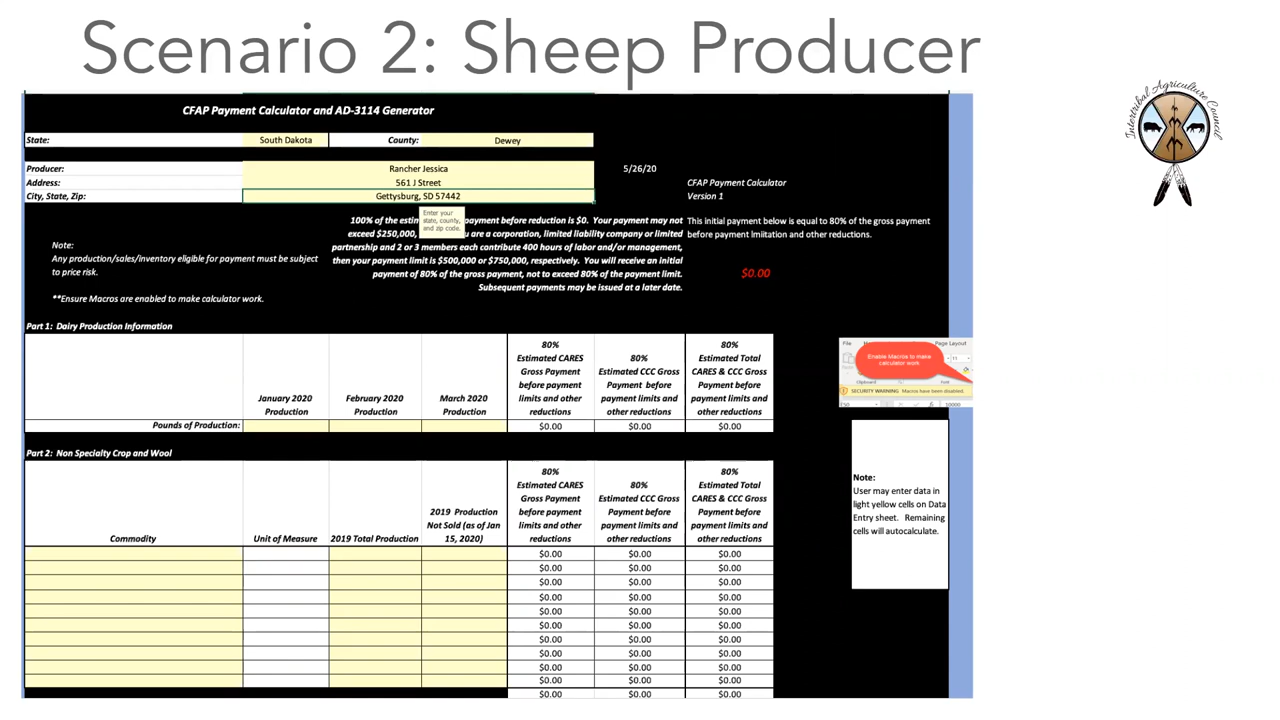 Scenario 2: Sheep Producer
Intertribal Agriculture Council
CFAP Payment Calculator and AD-3114 Generator
State: South Dakota County: Dewey
Producer: Rancher Jessica 5/26/20
Address: 561 J Street CFAP Payment Calculator
City, State, Zip: Gettysburg, SD 57442 Version 1
Enter your
state, county,
and zip code.
100% of the estim payment before reduction is $0. Your payment may not
exceed $250,000, u are a corporation, limited liability company or limited
partnership and 2 or 3 members each contribute 400 hours of labor and/or management,
then your payment limit is $500,000 or $750,000, respectively. You will receive an initial
payment of 80% of the gross payment, not to exceed 80% of the payment limit.
Subsequent payments may be issued at a later date.
This initial payment below is equal to 80% of the gross payment
before payment lmitation and other reductions.
$0.00
Note:
Any production/sales/inventory eligible for payment must be subject
to price risk.
**Ensure Macros are enabled to make calculator work.
Part 1: Dairy Production Information
January 2020
Production
February 2020
Production
March 2020
Production
80%
Estimated CARES
Gross Payment
before payment
limits and other
reductions
80%
Estimated CCC Gross
Payment before
payment limits and
other reductions
80%
Estimated Total
CARES & CCC Gross
Payment before
payment limits and
other reductions
Pounds of Production: $0.00 $0.00 $0.00
File Page Layout
Enable Macros to make
calculator work
11
Clipboard Font
SECURITY WARNING Macros have been disabled.
E50 fx 10000
Part 2: Non Specialty Crop and Wool
Commodity
Unit of Measure
2019 Total Production
2019 Production
Not Sold (as of Jan
15, 2020)
80%
Estimated CARES
Gross Payment
before payment
limits and other
reductions
80%
Estimated CCC Gross
Payment before
payment limits and
other reductions
80%
Estimated Total
CARES & CCC Gross
Payment before
payment limits and
other reductions
$0.00 $0.00 $0.00
$0.00 $0.00 $0.00
$0.00 $0.00 $0.00
$0.00 $0.00 $0.00
$0.00 $0.00 $0.00
$0.00 $0.00 $0.00
$0.00 $0.00 $0.00
$0.00 $0.00 $0.00
$0.00 $0.00 $0.00
$0.00 $0.00 $0.00
$0.00 $0.00 $0.00
Note:
User may enter data in
light yellow cells on Data
Entry sheet. Remaining
cells will autocalculate.